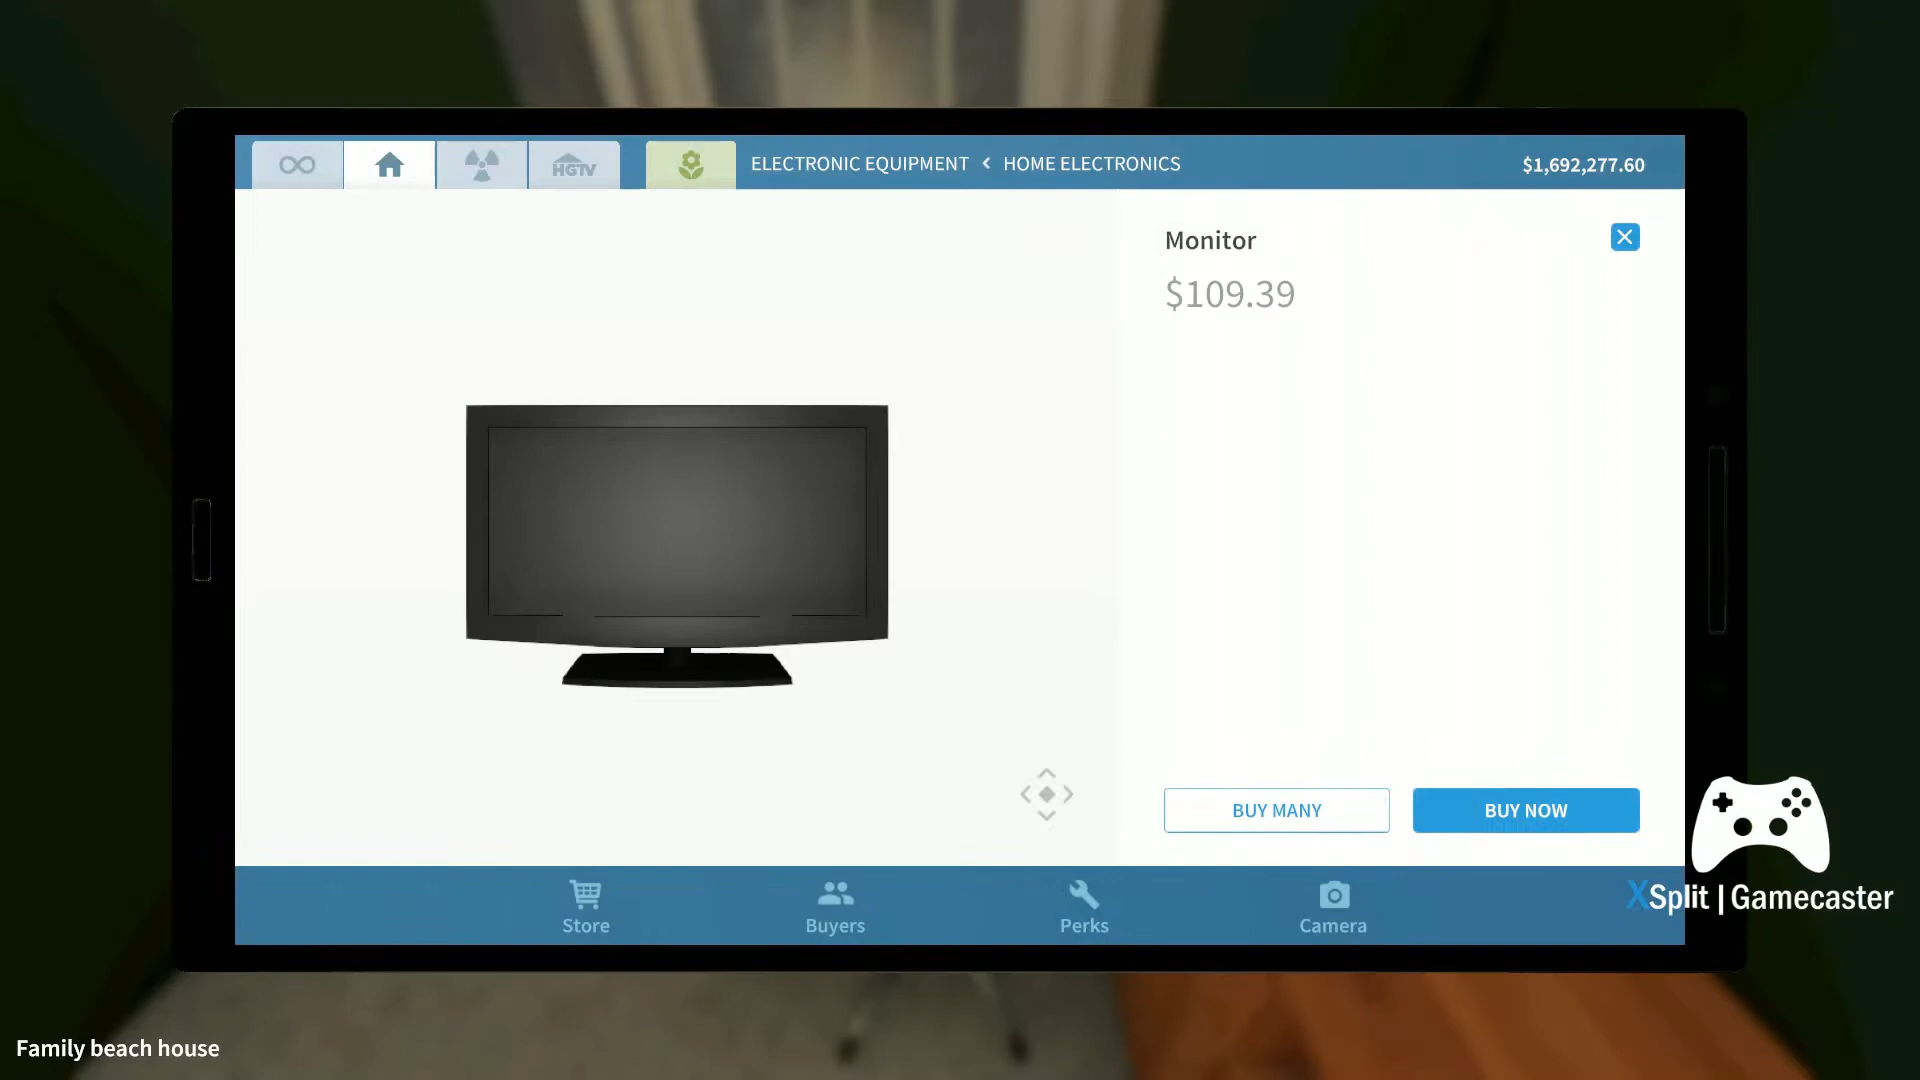 HGTV
ELECTRONIC EQUIPMENT < HOME ELECTRONICS
$1,692,277.60
Monitor
$109.39
BUY MANY
BUY NOW
Store
Buyers
Perks
Camera
XSplit | Gamecaster
Family beach house